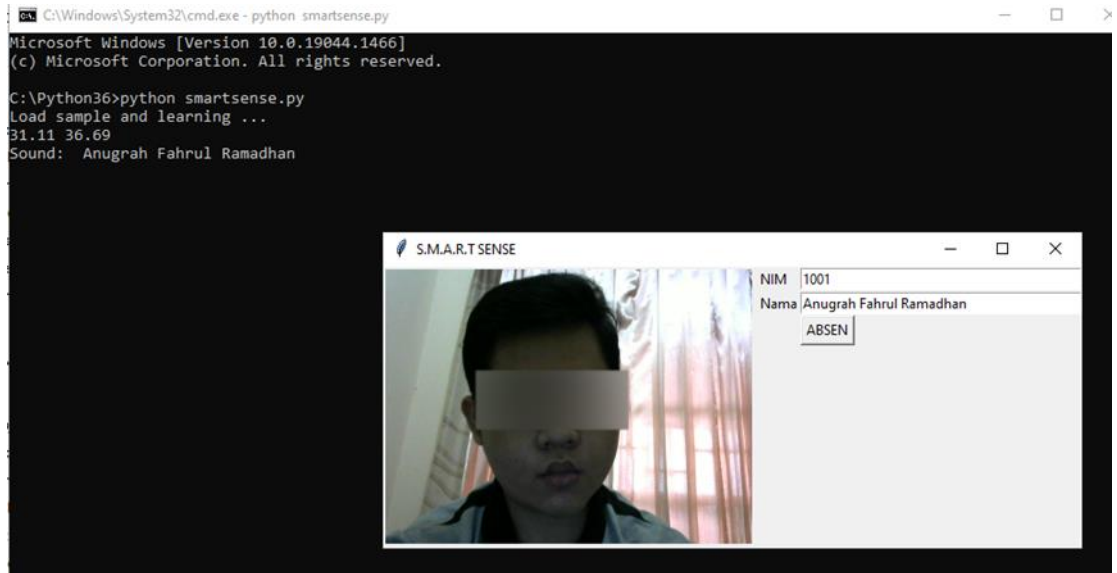 C:\Windows\System32\cmd.exe - python smartsense.py
Microsoft Windows [Version 10.0.19044.1466]
(c) Microsoft Corporation. All rights reserved.
C:\Python36>python smartsense.py
Load sample and learning ...
31.11 36.69
Sound:  Anugrah Fahrul Ramadhan
S.M.A.R.T SENSE
NIM 1001
Nama Anugrah Fahrul Ramadhan
ABSEN